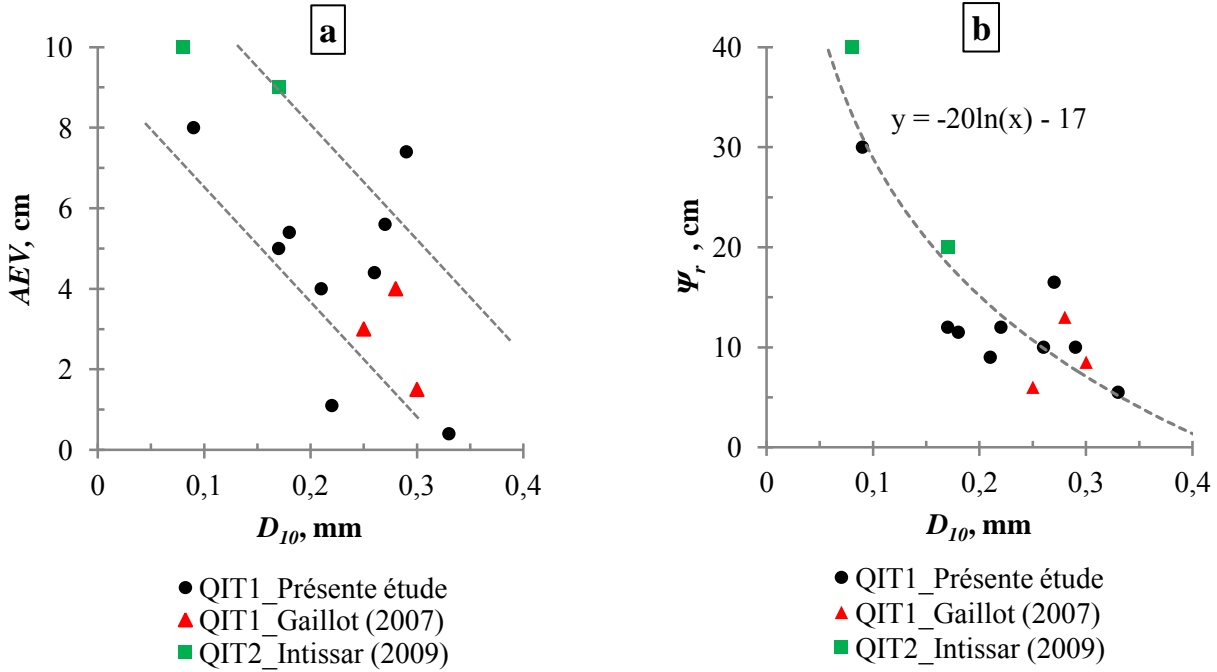 a
10
8
6
4
2
0
AEV, cm
0 0,1 0,2 0,3 0,4
D10, mm
QIT1_Présente étude
QIT1_Gaillot (2007)
QIT2_Intissar (2009)
b
40
30
20
10
0
Ψr , cm
y = -20ln(x) - 17
0 0,1 0,2 0,3 0,4
D10, mm
QIT1_Présente étude
QIT1_Gaillot (2007)
QIT2_Intissar (2009)